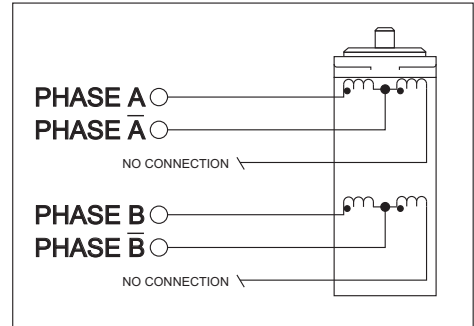 PHASE A
PHASE A̅
NO CONNECTION
PHASE B
PHASE B̅
NO CONNECTION